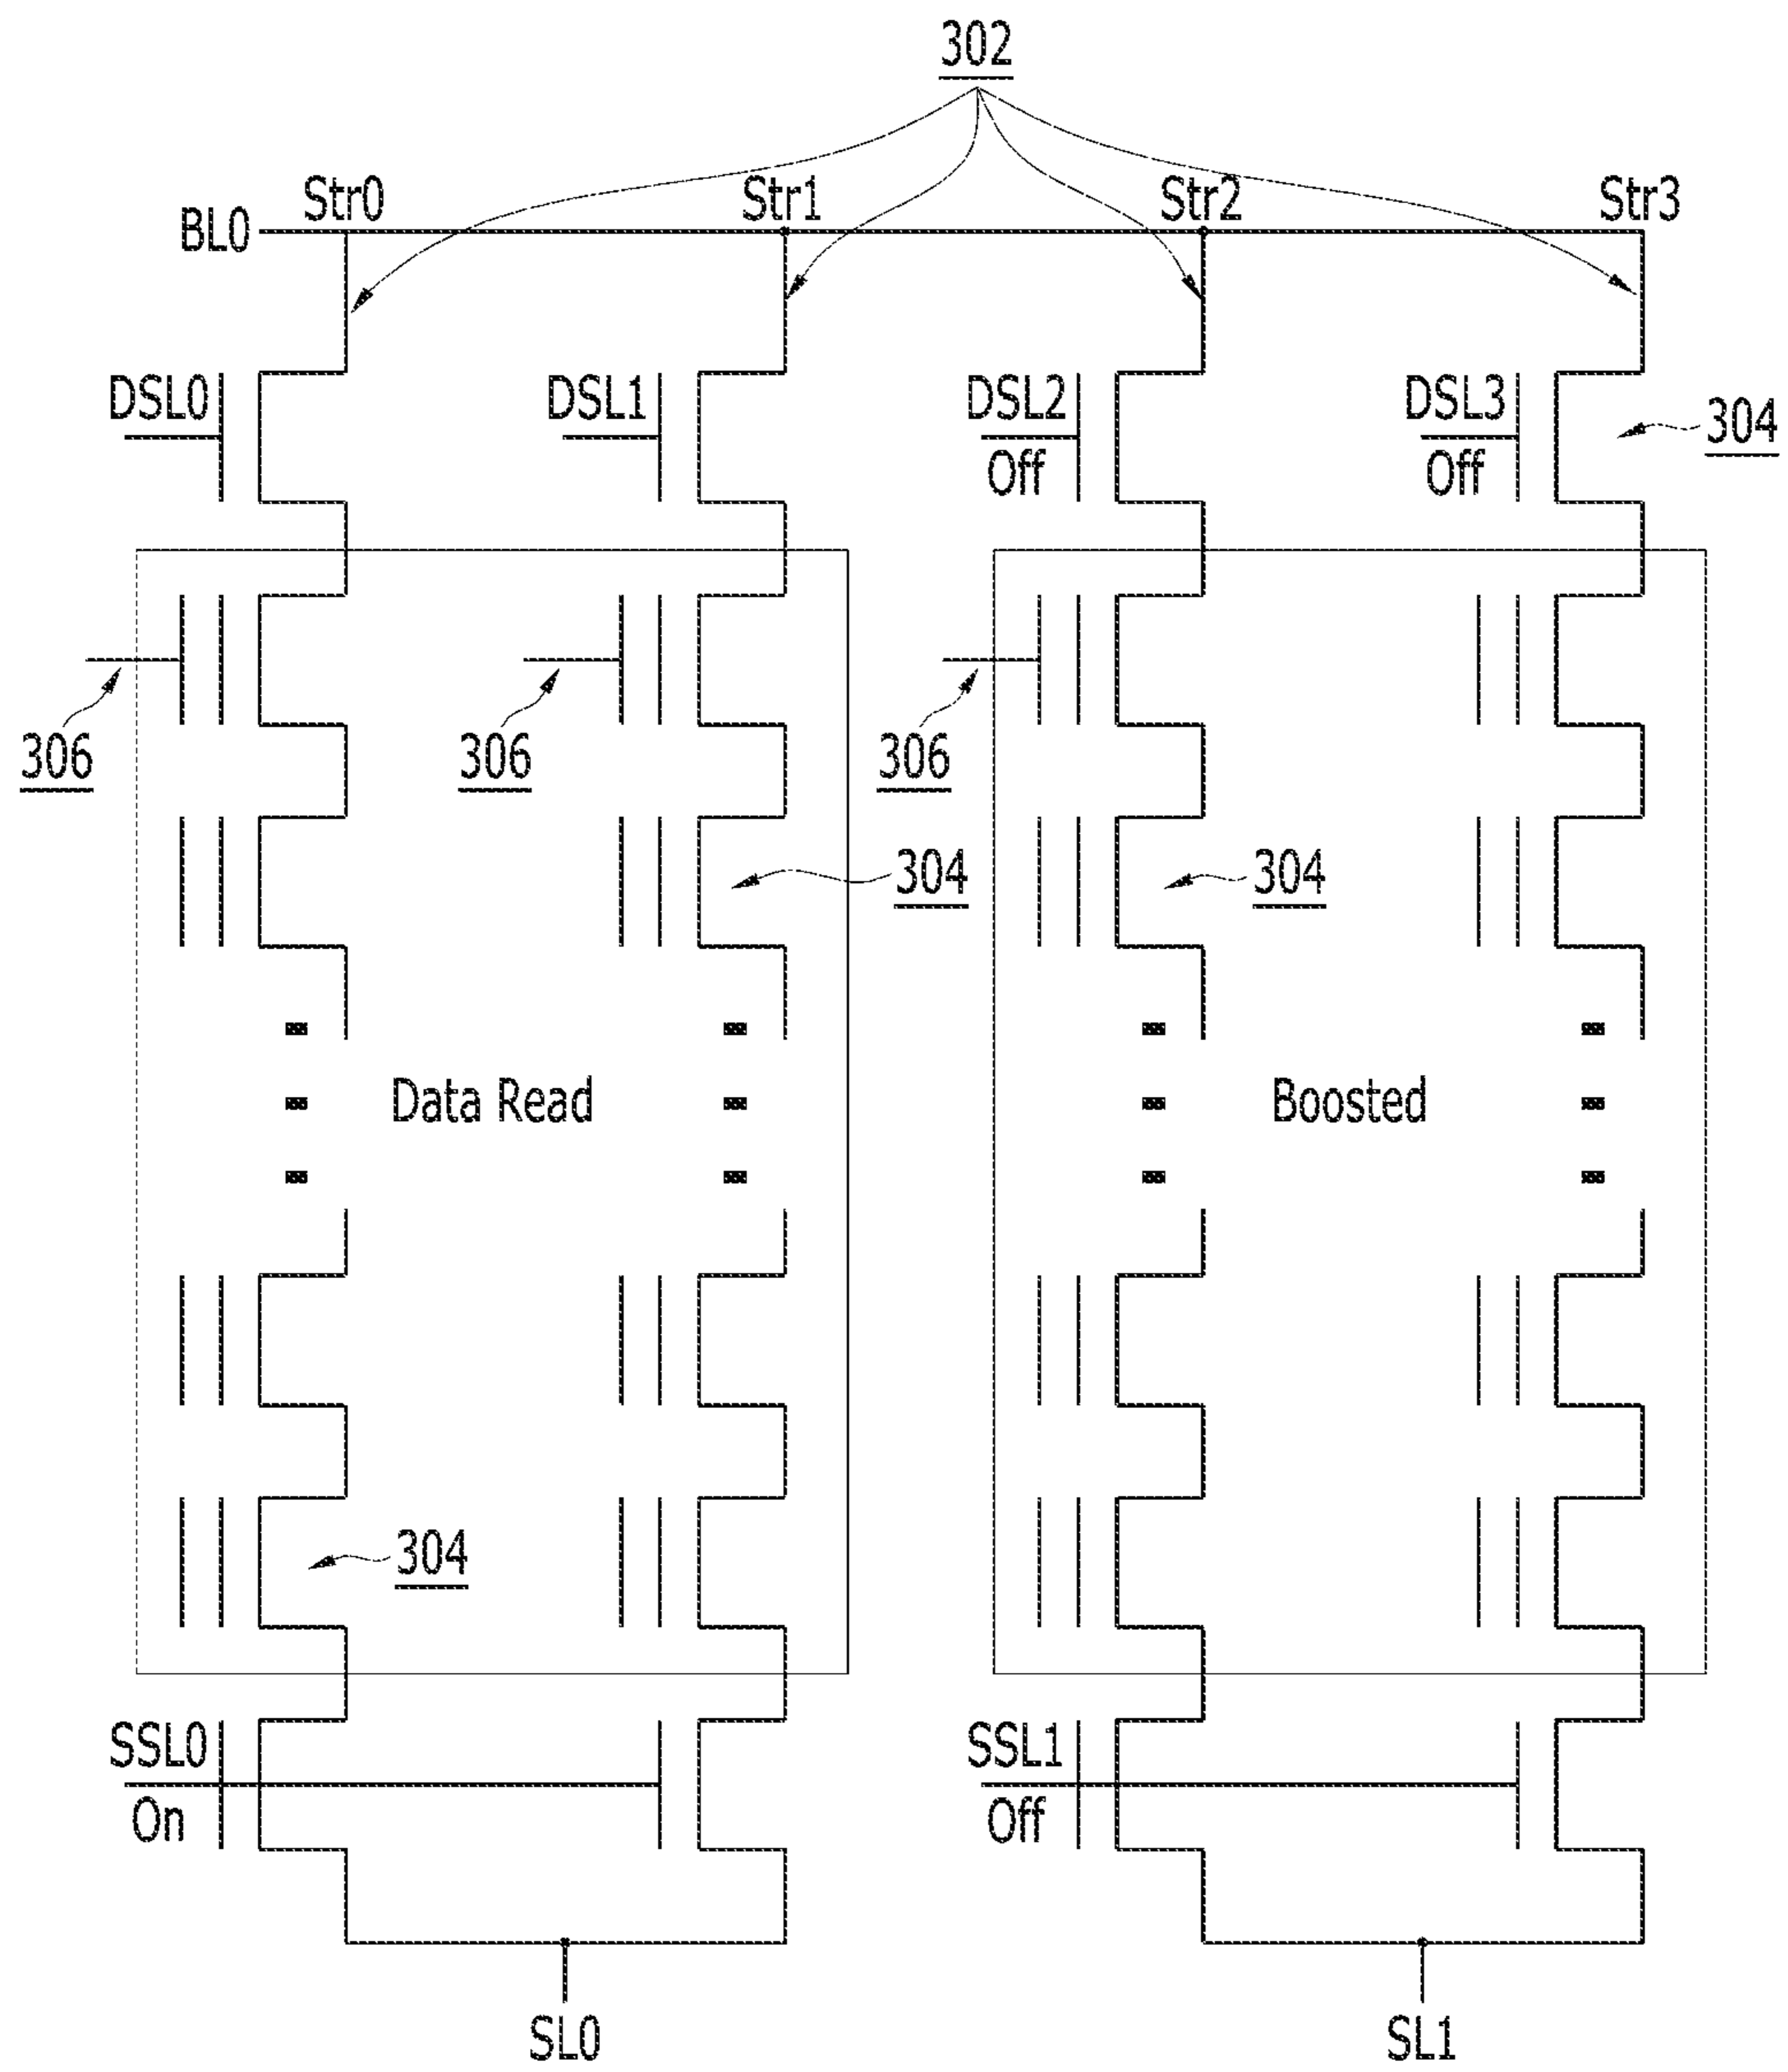 302
Str0 Str1 Str2 Str3
BL0
DSL0 DSL1 DSL2 DSL3
304
Off Off
306 306 306
304 304
Data Read Boosted
304
SSL0 SSL1
On Off
SL0 SL1